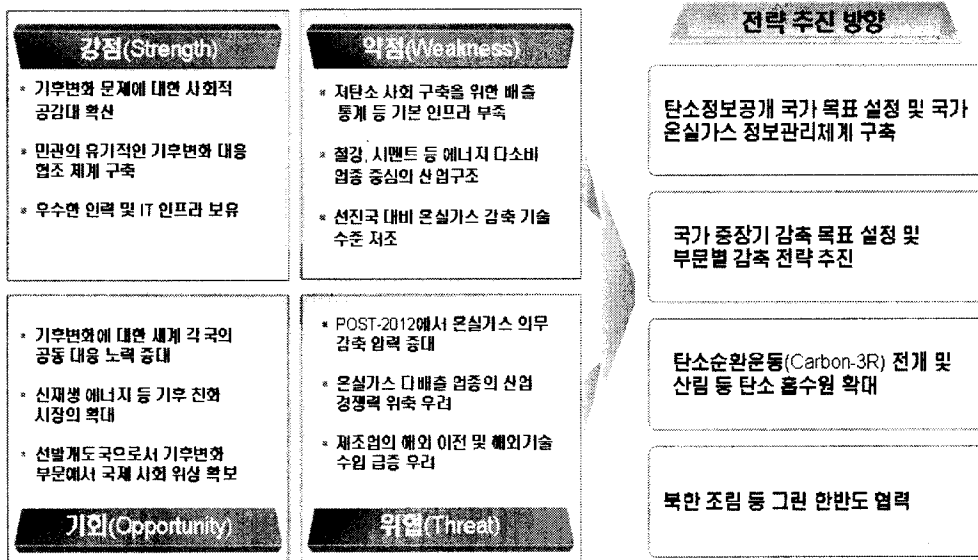 강점(Strength)
* 기후변화 문제에 대한 사회적
공감대 확산
* 민관의 유기적인 기후변화 대응
협조 체계 구축
* 우수한 인력 및 IT 인프라 보유
약점(Weakness)
* 저탄소 사회 구축을 위한 배출
통계 등 기본 인프라 부족
* 철강, 시멘트 등 에너지 다소비
업종 중심의 산업구조
* 선진국 대비 온실가스 감축 기술
수준 저조
* 기후변화에 대한 세계 각국의
공동 대응 노력 증대
* 신재생 에너지 등 기후 친화
시장의 확대
* 선발개도국으로서 기후변화
부문에서 국제 사회 위상 확보
기회(Opportunity)
* POST-2012에서 온실가스 의무
감축 압력 증대
* 온실가스 다배출 업종의 산업
경쟁력 위축 우려
* 제조업의 해외 이전 및 해외기술
수입 급증 우려
위협(Threat)
전략 추진 방향
탄소정보공개 국가 목표 설정 및 국가
온실가스 정보관리체계 구축
국가 중장기 감축 목표 설정 및
부문별 감축 전략 추진
탄소순환운동(Carbon-3R) 전개 및
산림 등 탄소 흡수원 확대
북한 조림 등 그린 한반도 협력